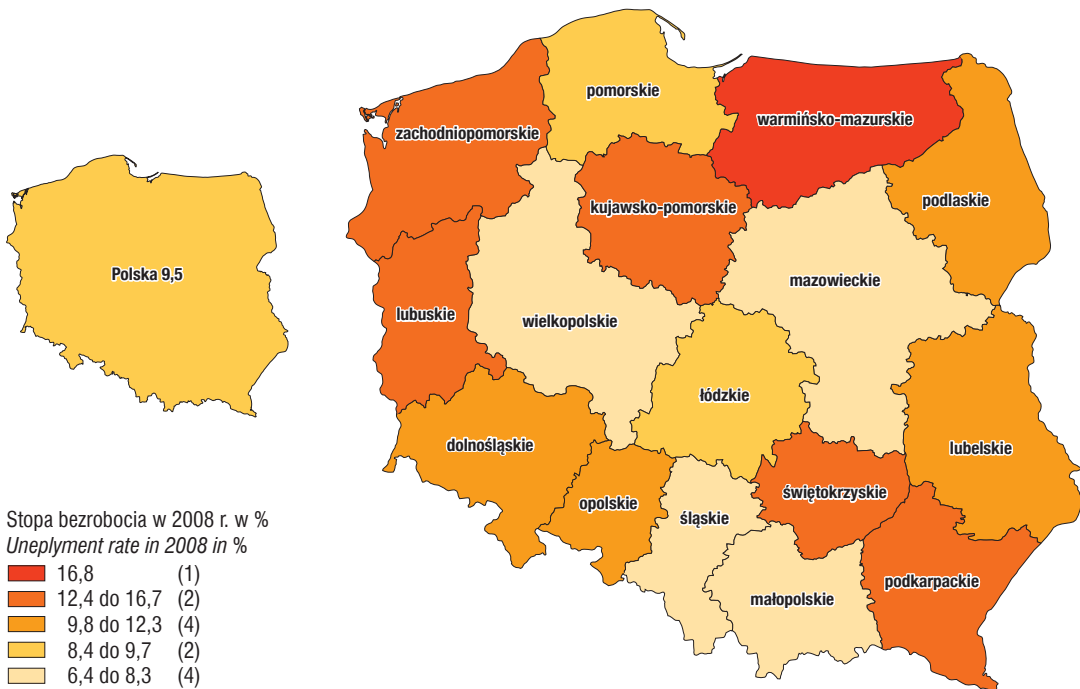 pomorskie
warmińsko-mazurskie
zachodniopomorskie
podlaskie
kujawsko-pomorskie
Polska 9,5
mazowieckie
lubuskie
wielkopolskie
łódzkie
dolnośląskie
lubelskie
opolskie
świętokrzyskie
śląskie
podkarpackie
małopolskie
Stopa bezrobocia w 2008 r. w %
Uneplyment rate in 2008 in %
16,8 (1)
12,4 do 16,7 (2)
9,8 do 12,3 (4)
8,4 do 9,7 (2)
6,4 do 8,3 (4)